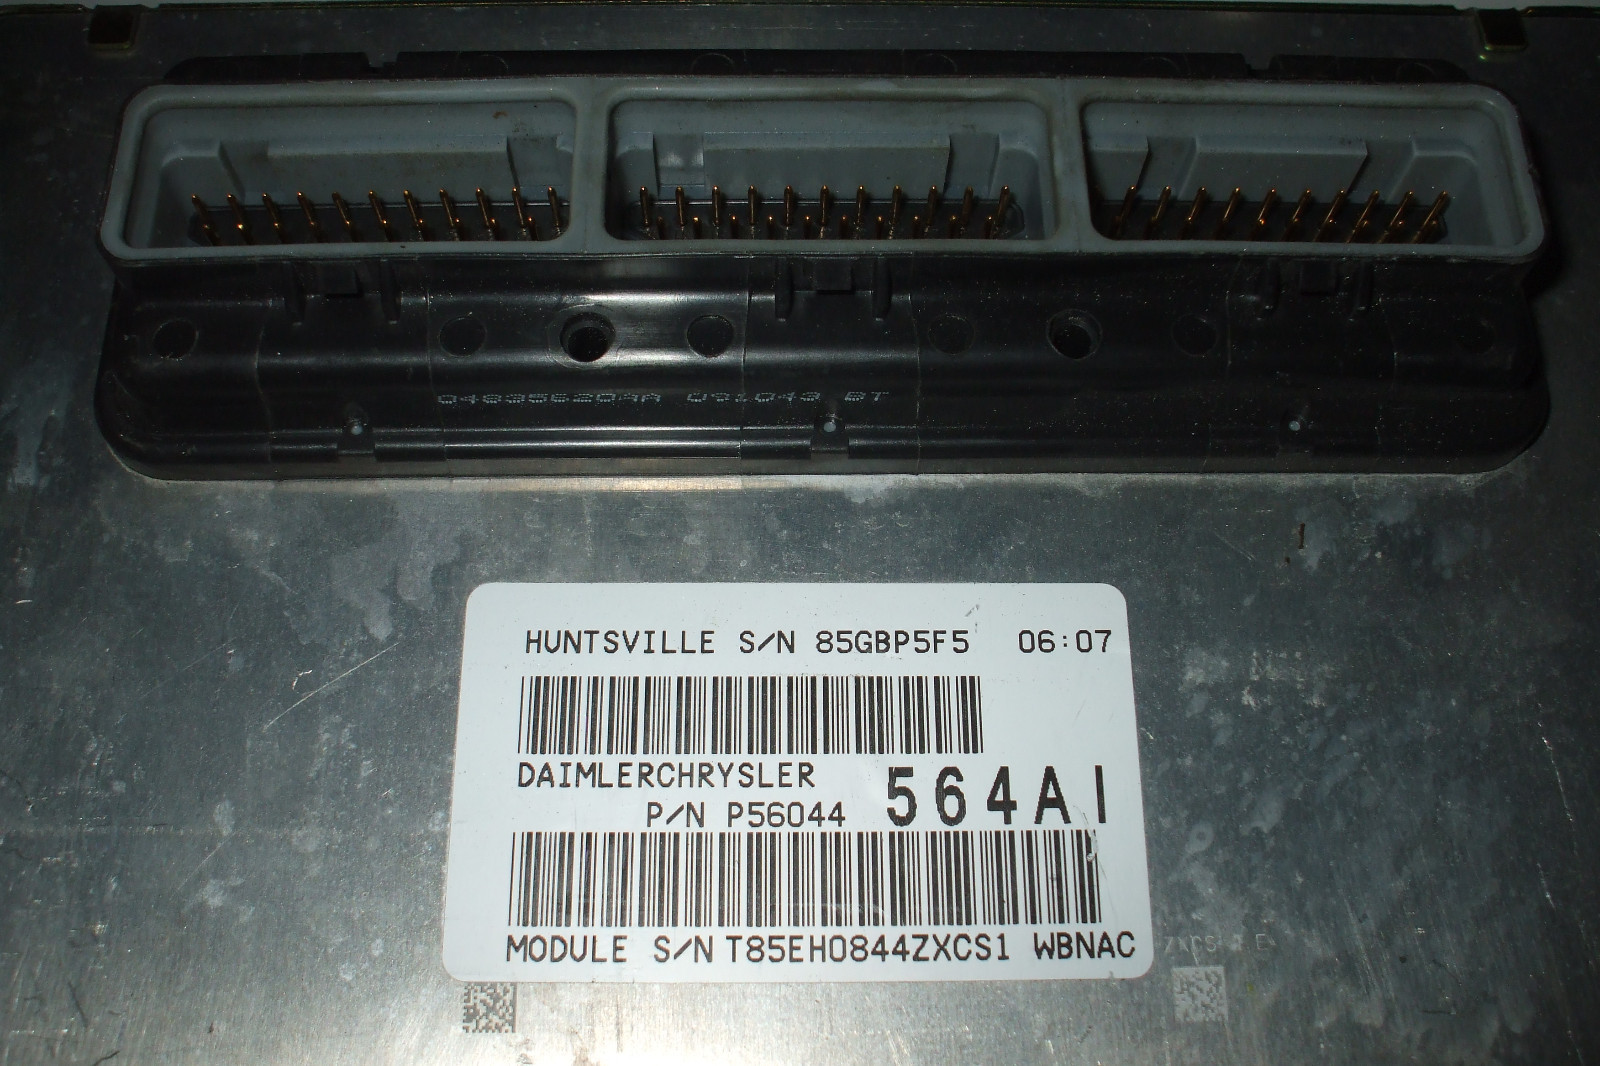 HUNTSVILLE S/N 85GBP5F5 06:07
DAIMLERCHRYSLER
P/N P56044 564AI
MODULE S/N T85EH0844ZXCS1 WBNAC